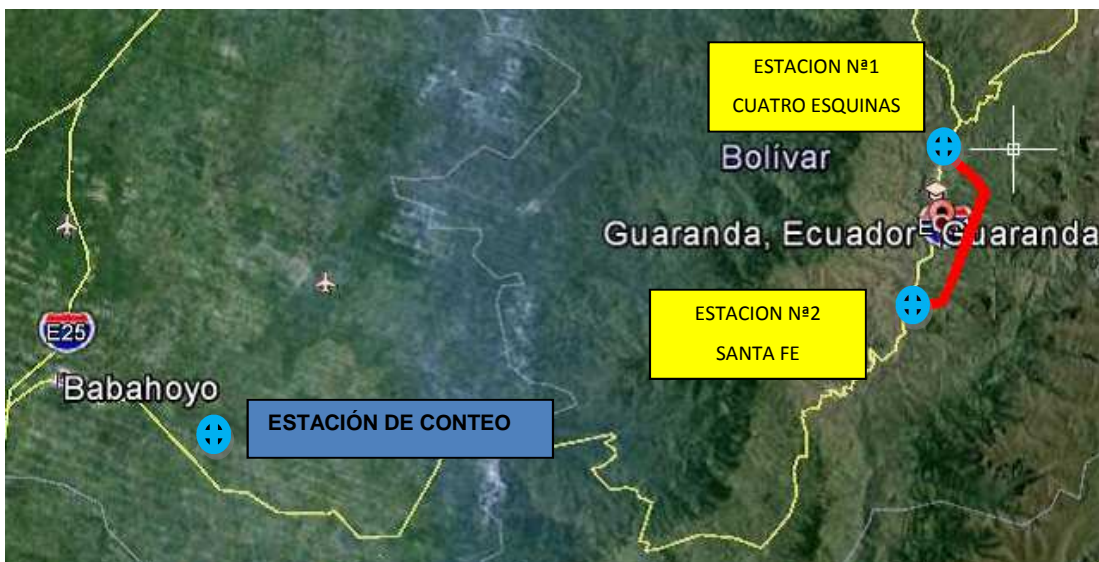 ESTACION Nª1
CUATRO ESQUINAS
Bolívar
Guaranda, Ecuador
E
Guaranda
ESTACION Nª2
SANTA FE
E25
Babahoyo
ESTACIÓN DE CONTEO